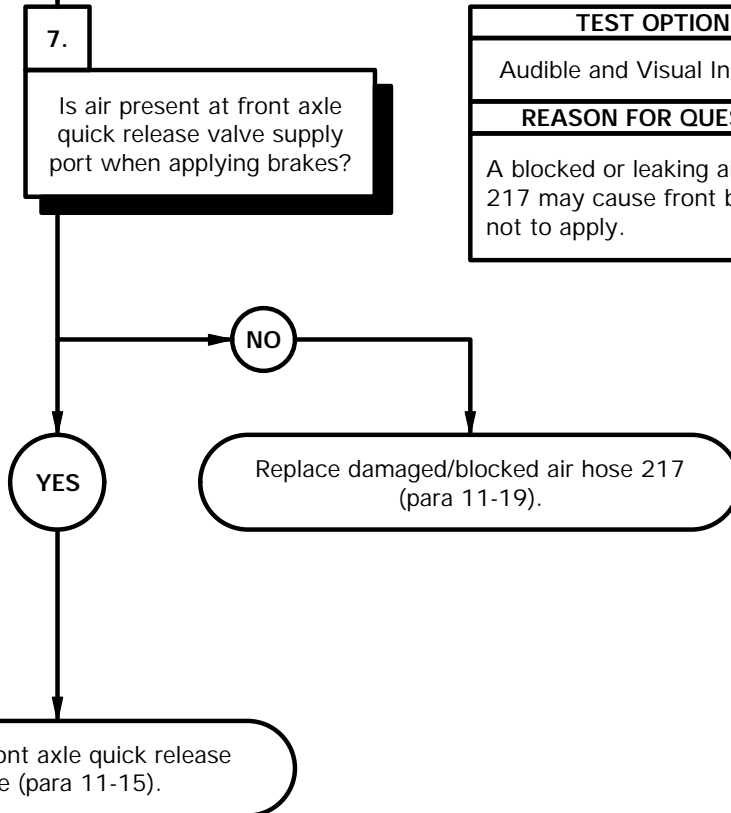 7.
Is air present at front axle
quick release valve supply
port when applying brakes?
TEST OPTION
Audible and Visual In
REASON FOR QUES
A blocked or leaking ai
217 may cause front b
not to apply.
NO
YES
Replace damaged/blocked air hose 217
(para 11-19).
ont axle quick release
e (para 11-15).